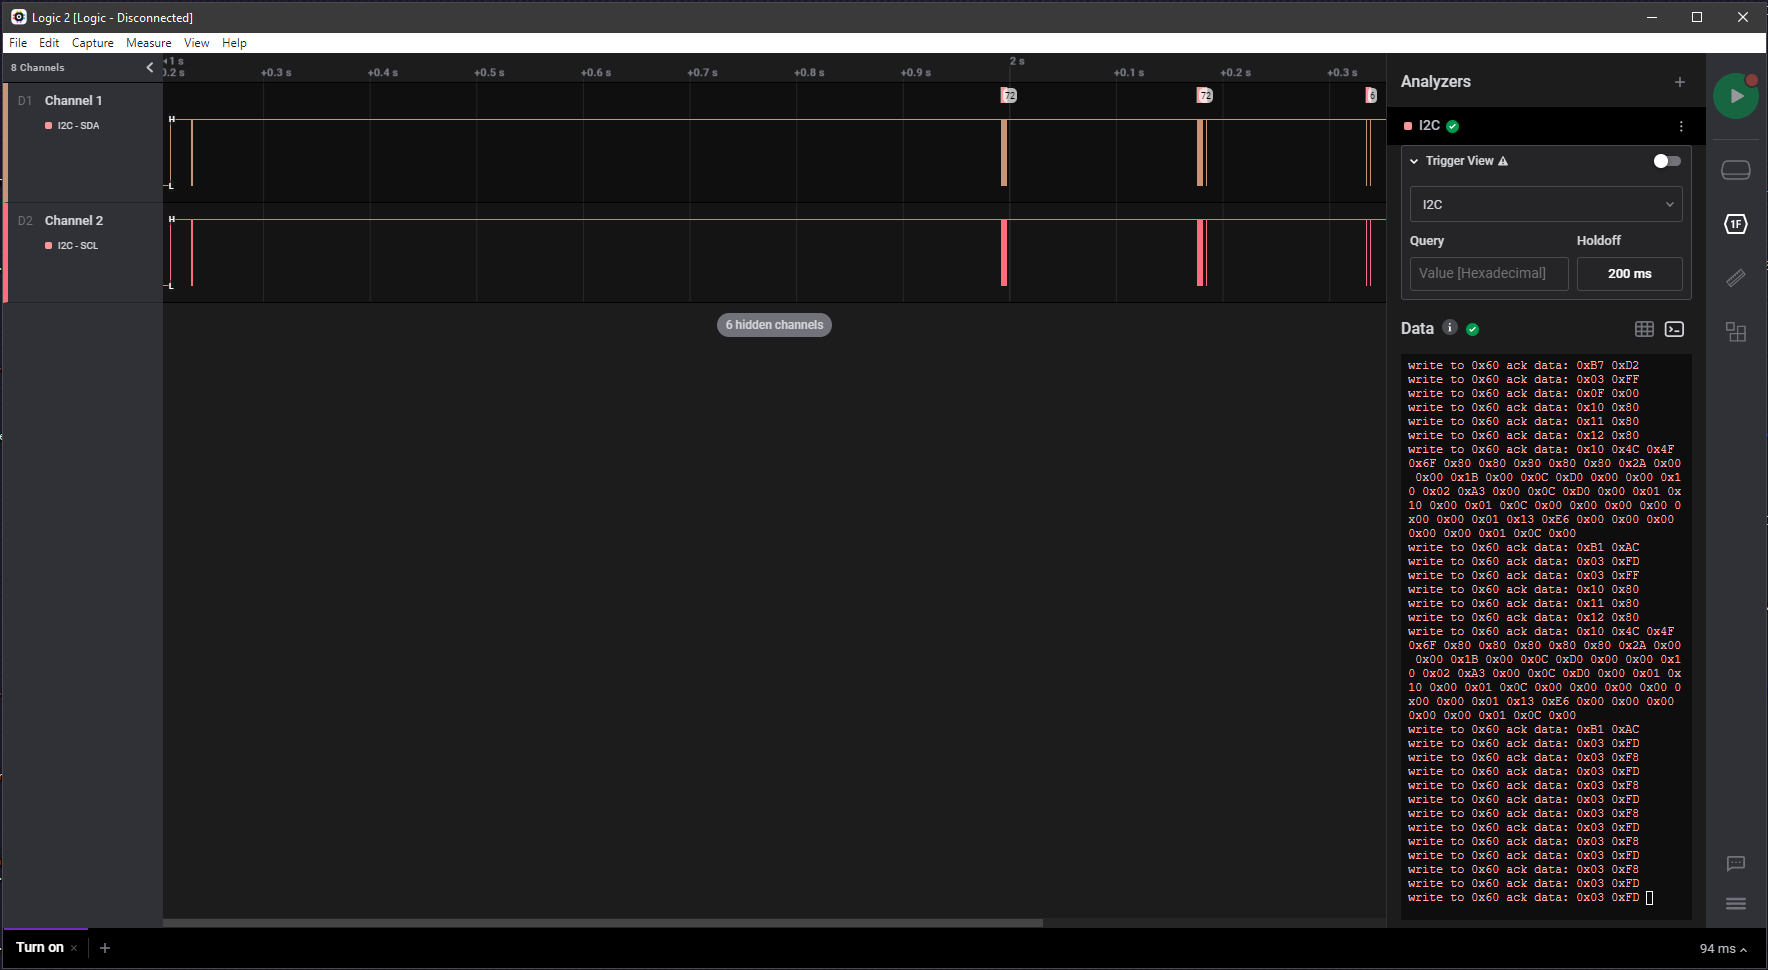 Logic 2 [Logic - Disconnected]
File Edit Capture Measure View Help
8 Channels
1 s
0.2 s +0.3 s +0.4 s +0.5 s +0.6 s +0.7 s +0.8 s +0.9 s 2 s +0.1 s +0.2 s +0.3 s
D1 Channel 1
I2C - SDA
H
L
72 72 6
D2 Channel 2
I2C - SCL
H
L
6 hidden channels
Analyzers
I2C
Trigger View
I2C
Query Holdoff
Value [Hexadecimal] 200 ms
1F
Data
write to 0x60 ack data: 0xB7 0xD2
write to 0x60 ack data: 0x03 0xFF
write to 0x60 ack data: 0x0F 0x00
write to 0x60 ack data: 0x10 0x80
write to 0x60 ack data: 0x11 0x80
write to 0x60 ack data: 0x12 0x80
write to 0x60 ack data: 0x10 0x4C 0x4F
0x6F 0x80 0x80 0x80 0x80 0x80 0x2A 0x00
0x00 0x1B 0x00 0x0C 0xD0 0x00 0x00 0x1
0 0x02 0xA3 0x00 0x0C 0xD0 0x00 0x01 0x
10 0x00 0x01 0x0C 0x00 0x00 0x00 0x00 0
x00 0x00 0x01 0x13 0xE6 0x00 0x00 0x00
0x00 0x00 0x01 0x0C 0x00
write to 0x60 ack data: 0xB1 0xAC
write to 0x60 ack data: 0x03 0xFD
write to 0x60 ack data: 0x03 0xFF
write to 0x60 ack data: 0x10 0x80
write to 0x60 ack data: 0x11 0x80
write to 0x60 ack data: 0x12 0x80
write to 0x60 ack data: 0x10 0x4C 0x4F
0x6F 0x80 0x80 0x80 0x80 0x80 0x2A 0x00
0x00 0x1B 0x00 0x0C 0xD0 0x00 0x00 0x1
0 0x02 0xA3 0x00 0x0C 0xD0 0x00 0x01 0x
10 0x00 0x01 0x0C 0x00 0x00 0x00 0x00 0
x00 0x00 0x01 0x13 0xE6 0x00 0x00 0x00
0x00 0x00 0x01 0x0C 0x00
write to 0x60 ack data: 0xB1 0xAC
write to 0x60 ack data: 0x03 0xFD
write to 0x60 ack data: 0x03 0xF8
write to 0x60 ack data: 0x03 0xFD
write to 0x60 ack data: 0x03 0xF8
write to 0x60 ack data: 0x03 0xFD
write to 0x60 ack data: 0x03 0xF8
write to 0x60 ack data: 0x03 0xFD
write to 0x60 ack data: 0x03 0xF8
write to 0x60 ack data: 0x03 0xFD
write to 0x60 ack data: 0x03 0xF8
write to 0x60 ack data: 0x03 0xFD
write to 0x60 ack data: 0x03 0xFD
Turn on
94 ms